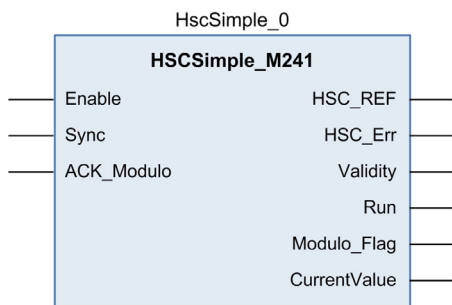 HscSimple_0
HSCSimple_M241
Enable HSC_REF
Sync HSC_Err
ACK_Modulo Validity
Run
Modulo_Flag
CurrentValue